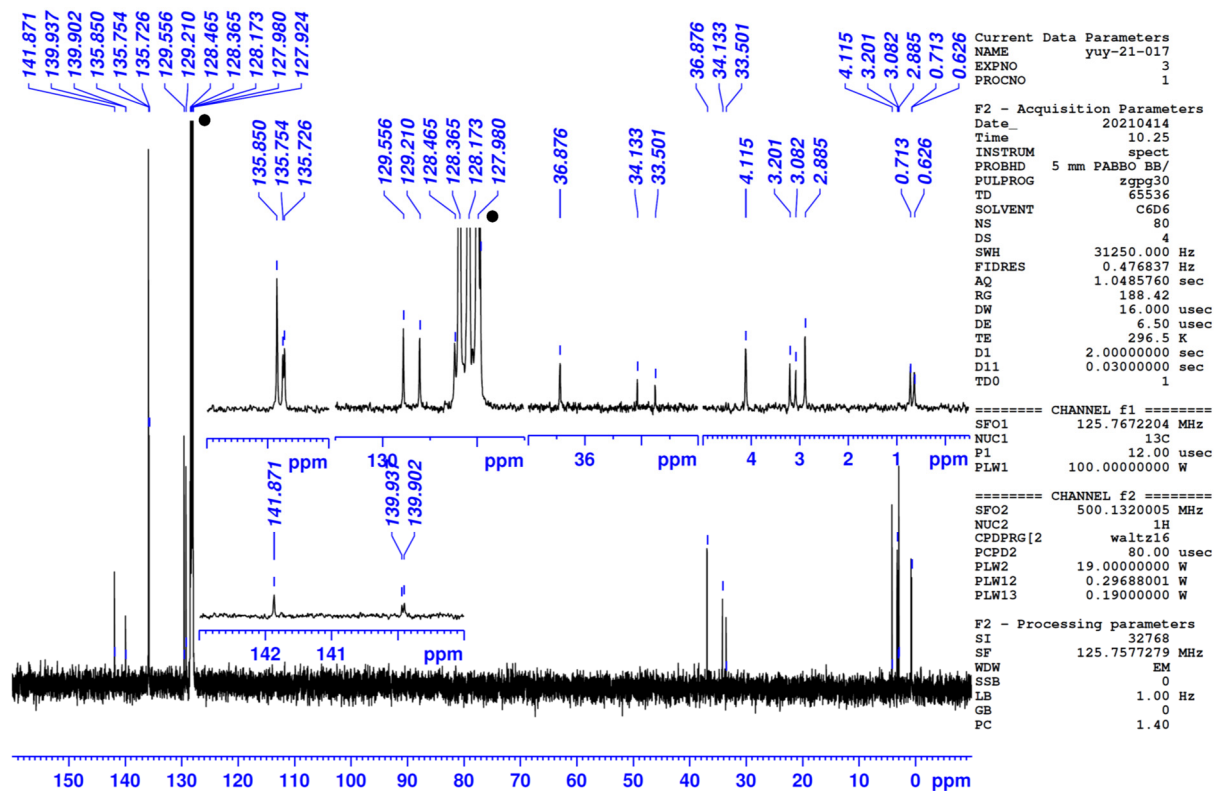 141.871
139.937
139.902
135.850
135.754
135.726
129.556
129.210
128.465
128.365
128.173
127.980
127.924
36.876
34.133
33.501
4.115
3.201
3.082
2.885
0.713
0.626
135.850
135.754
135.726
129.556
129.210
128.465
128.365
128.173
127.980
36.876
34.133
33.501
4.115
3.201
3.082
2.885
0.713
0.626
ppm
130 ppm
36 ppm
4 3 2 1 ppm
141.871
139.937
139.902
142 141 ppm
150 140 130 120 110 100 90 80 70 60 50 40 30 20 10 0 ppm
Current Data Parameters
NAME yuy-21-017
EXPNO 3
PROCNO 1
F2 - Acquisition Parameters
Date_ 20210414
Time 10.25
INSTRUM spect
PROBHD 5 mm PABBO BB/
PULPROG zgpg30
TD 65536
SOLVENT C6D6
NS 80
DS 4
SWH 31250.000 Hz
FIDRES 0.476837 Hz
AQ 1.0485760 sec
RG 188.42
DW 16.000 usec
DE 6.50 usec
TE 296.5 K
D1 2.00000000 sec
D11 0.03000000 sec
TD0 1
======== CHANNEL f1 ========
SFO1 125.7672204 MHz
NUC1 13C
P1 12.00 usec
PLW1 100.00000000 W
======== CHANNEL f2 ========
SFO2 500.1320005 MHz
NUC2 1H
CPDPRG[2 waltz16
PCPD2 80.00 usec
PLW2 19.00000000 W
PLW12 0.29688001 W
PLW13 0.19000000 W
F2 - Processing parameters
SI 32768
SF 125.7577279 MHz
WDW EM
SSB 0
LB 1.00 Hz
GB 0
PC 1.40